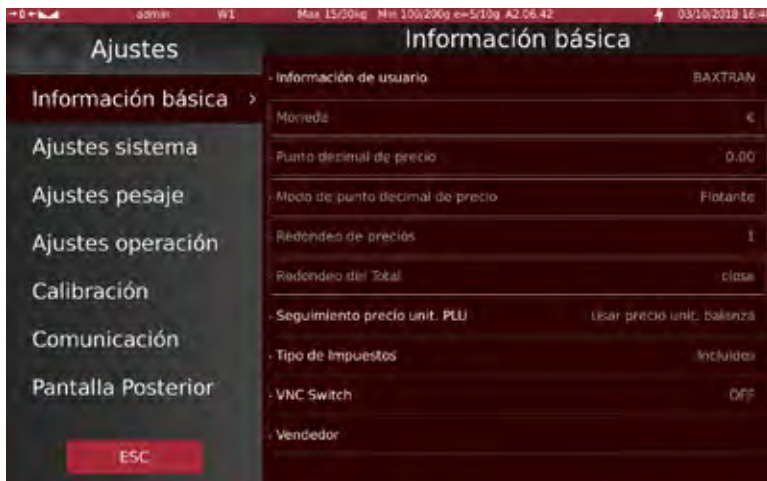 admin W1 Max 15/30kg Min 100/200g e=5/10g A2.06.42 03/10/2018 16:4
Ajustes
Información básica >
Ajustes sistema
Ajustes pesaje
Ajustes operación
Calibración
Comunicación
Pantalla Posterior
ESC
Información básica
- Información de usuario BAXTRAN
- Moneda €
- Punto decimal de precio 0.00
- Modo de punto decimal de precio Flotante
- Redondeo de precios 1
- Redondeo del Total close
- Seguimiento precio unit. PLU Usar precio unit. balanza
- Tipo de Impuestos Incluidos
- VNC Switch OFF
- Vendedor